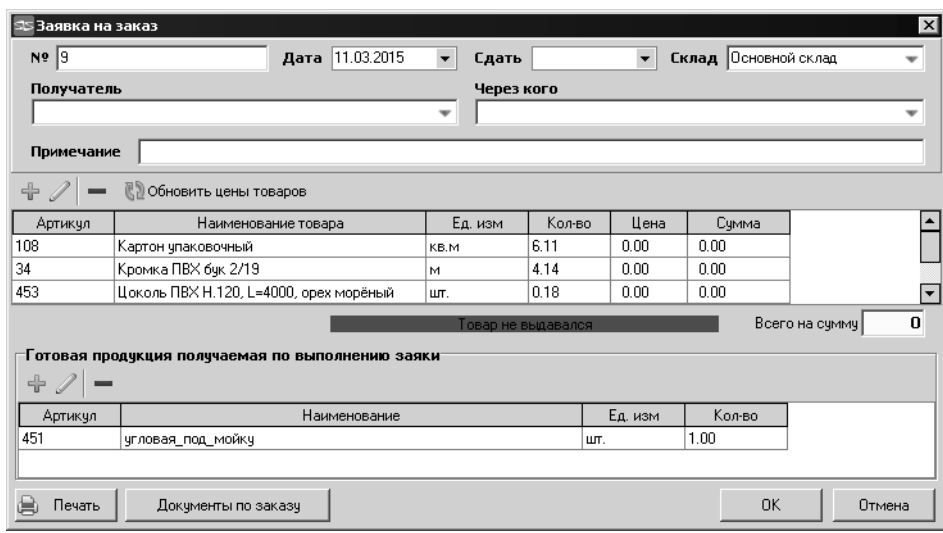 Заявка на заказ
№ 9 Дата 11.03.2015 Сдать Склад Основной склад
Получатель Через кого
Примечание
Обновить цены товаров
Артикул Наименование товара Ед. изм Кол-во Цена Сумма
108 Картон упаковочный кв.м 6.11 0.00 0.00
34 Кромка ПВХ бук 2/19 м 4.14 0.00 0.00
453 Цоколь ПВХ Н.120, L=4000, орех морёный шт. 0.18 0.00 0.00
Товар не выдавался Всего на сумму 0
Готовая продукция получаемая по выполнению заяки
Артикул Наименование Ед. изм Кол-во
451 угловая_под_мойку шт. 1.00
Печать Документы по заказу OK Отмена